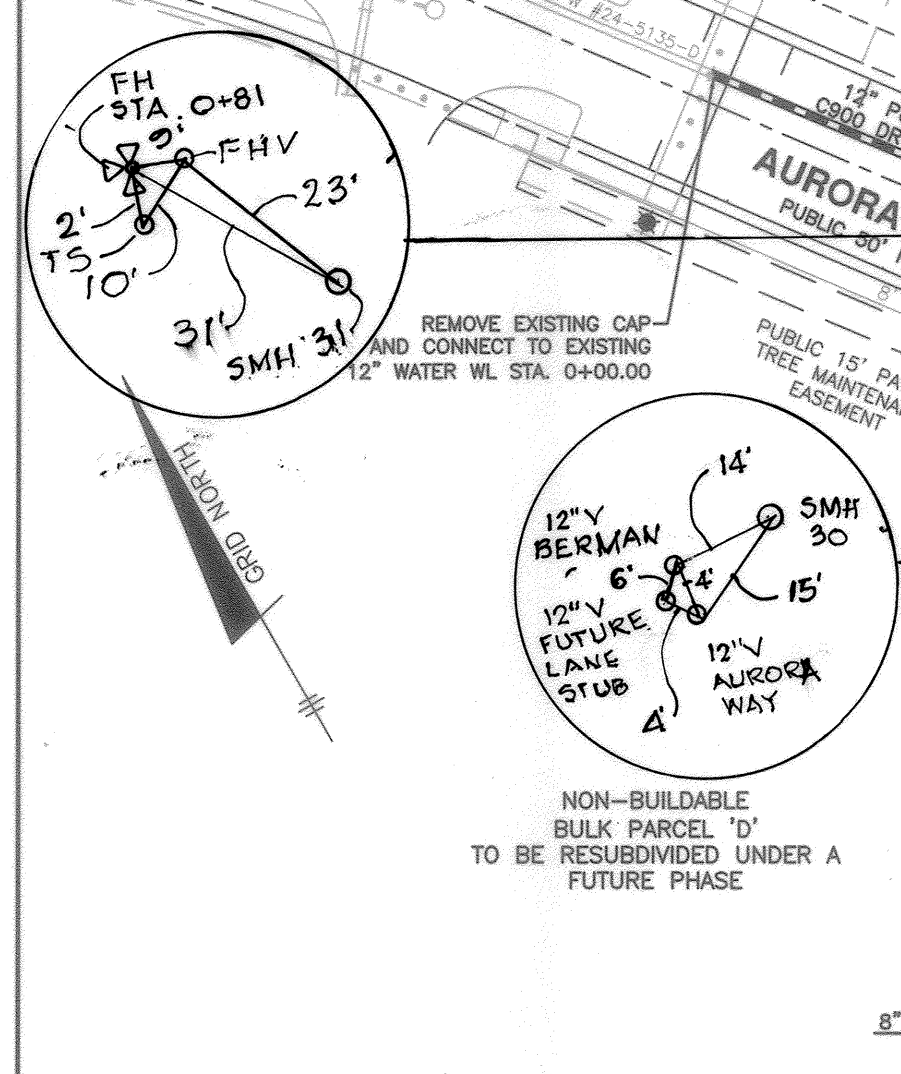 W #24-5135-D
12" P
C900 DR
AURORA
PUBLIC 50'
8"
FH
STA. 0+81
9'
FHV
23'
2'
TS
10'
31'
SMH 31
REMOVE EXISTING CAP
AND CONNECT TO EXISTING
12" WATER WL STA. 0+00.00
PUBLIC 15' PA
TREE MAINTENA
EASEMENT
GRID NORTH
14'
12" V
BERMAN
SMH
30
6'
4'
15'
12" V
FUTURE
LANE
STUB
12" V
AURORA
WAY
4'
NON-BUILDABLE
BULK PARCEL 'D'
TO BE RESUBDIVIDED UNDER A
FUTURE PHASE
8"